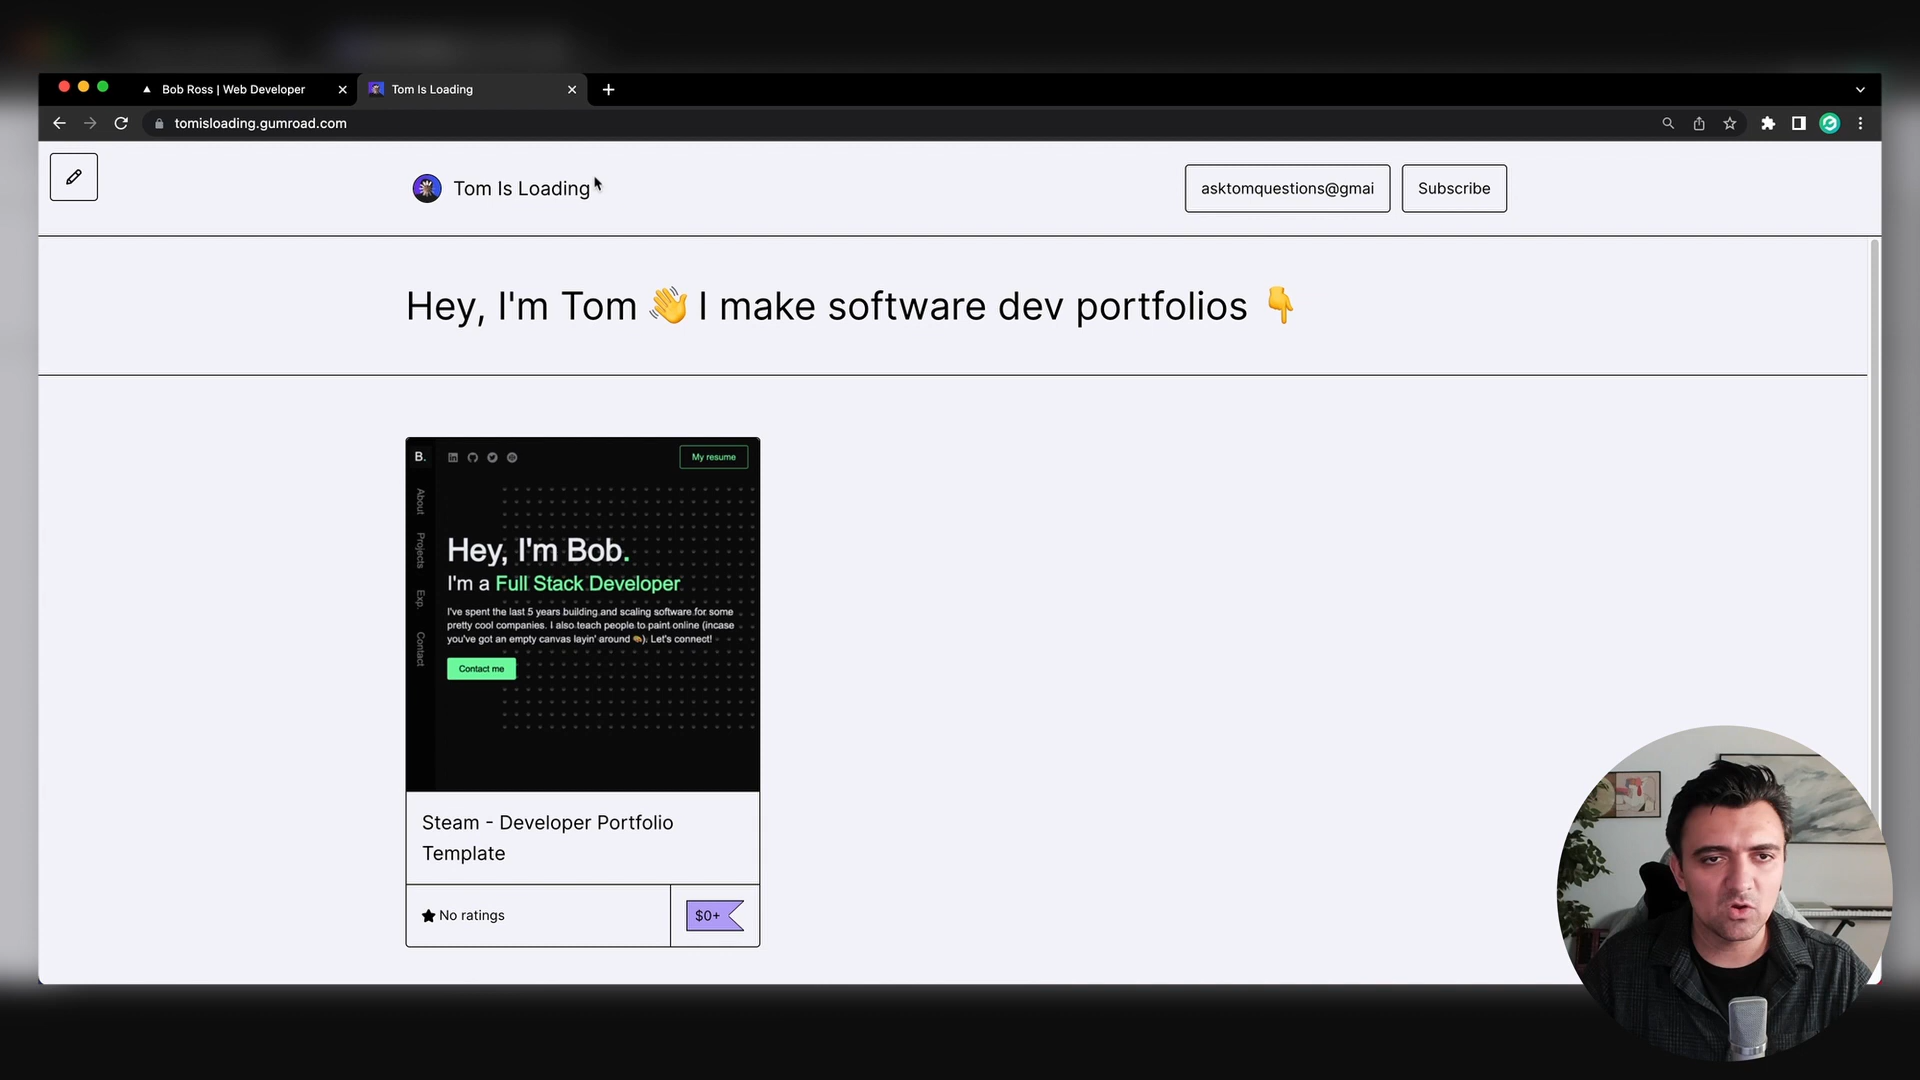 Bob Ross | Web Developer
Tom Is Loading
tomisloading.gumroad.com
Tom Is Loading
asktomquestions@gmai
Subscribe
Hey, I'm Tom 👋 I make software dev portfolios 👇
B.
My resume
About
Projects
Exp.
Contact
Hey, I'm Bob.
I'm a Full Stack Developer
I've spent the last 5 years building and scaling software for some
pretty cool companies. I also teach people to paint online (incase
you've got an empty canvas layin' around 🎨). Let's connect!
Contact me
Steam - Developer Portfolio
Template
No ratings
$0+